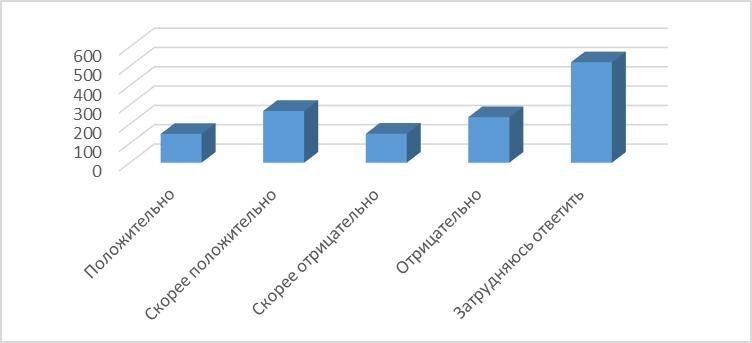 600
500
400
300
200
100
0
Положительно
Скорее положительно
Скорее отрицательно
Отрицательно
Затрудняюсь ответить